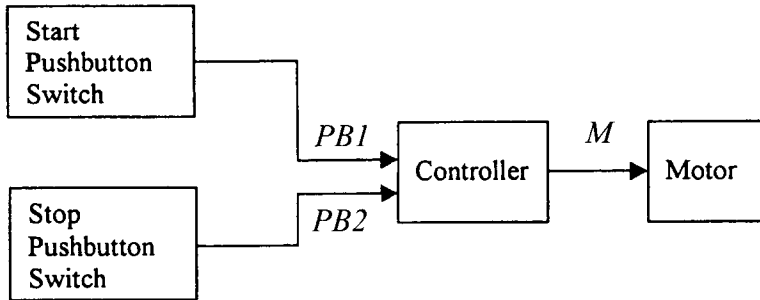 Start
Pushbutton
Switch
PB1
Controller
M
Motor
Stop
Pushbutton
Switch
PB2